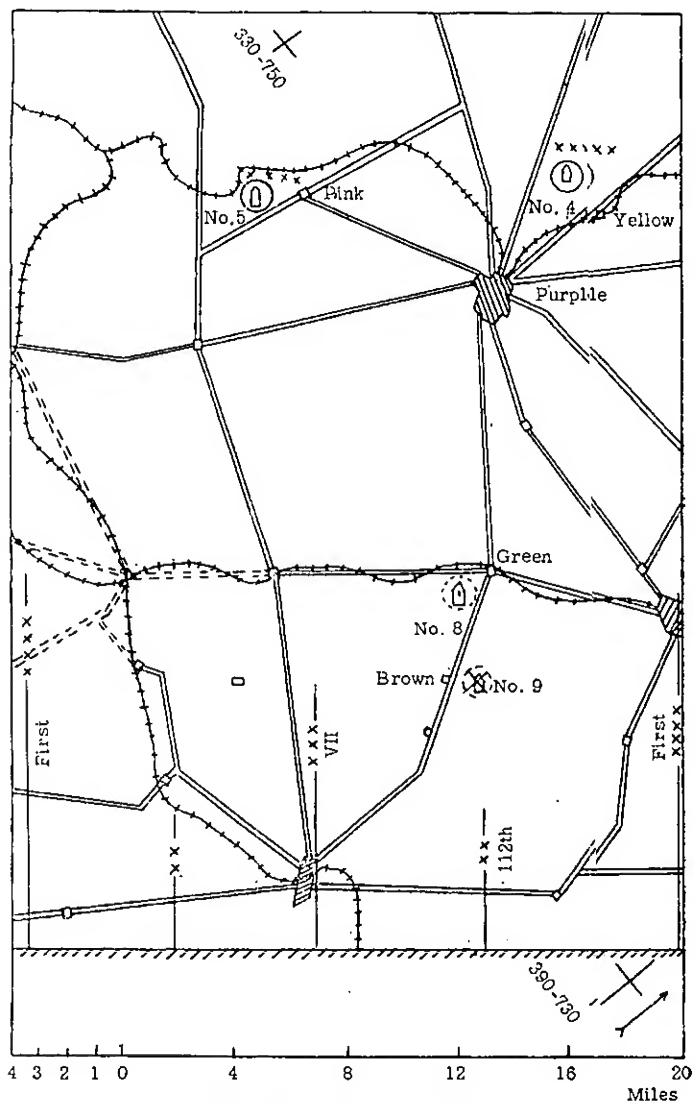 330-750
Pink
No. 5
No. 4
Yellow
Purple
Green
No. 8
Brown
No. 9
First
x x x
VII
x x x
First
x x x x
x x
x x
112th
390-730
4 3 2 1 0 4 8 12 16 20
Miles